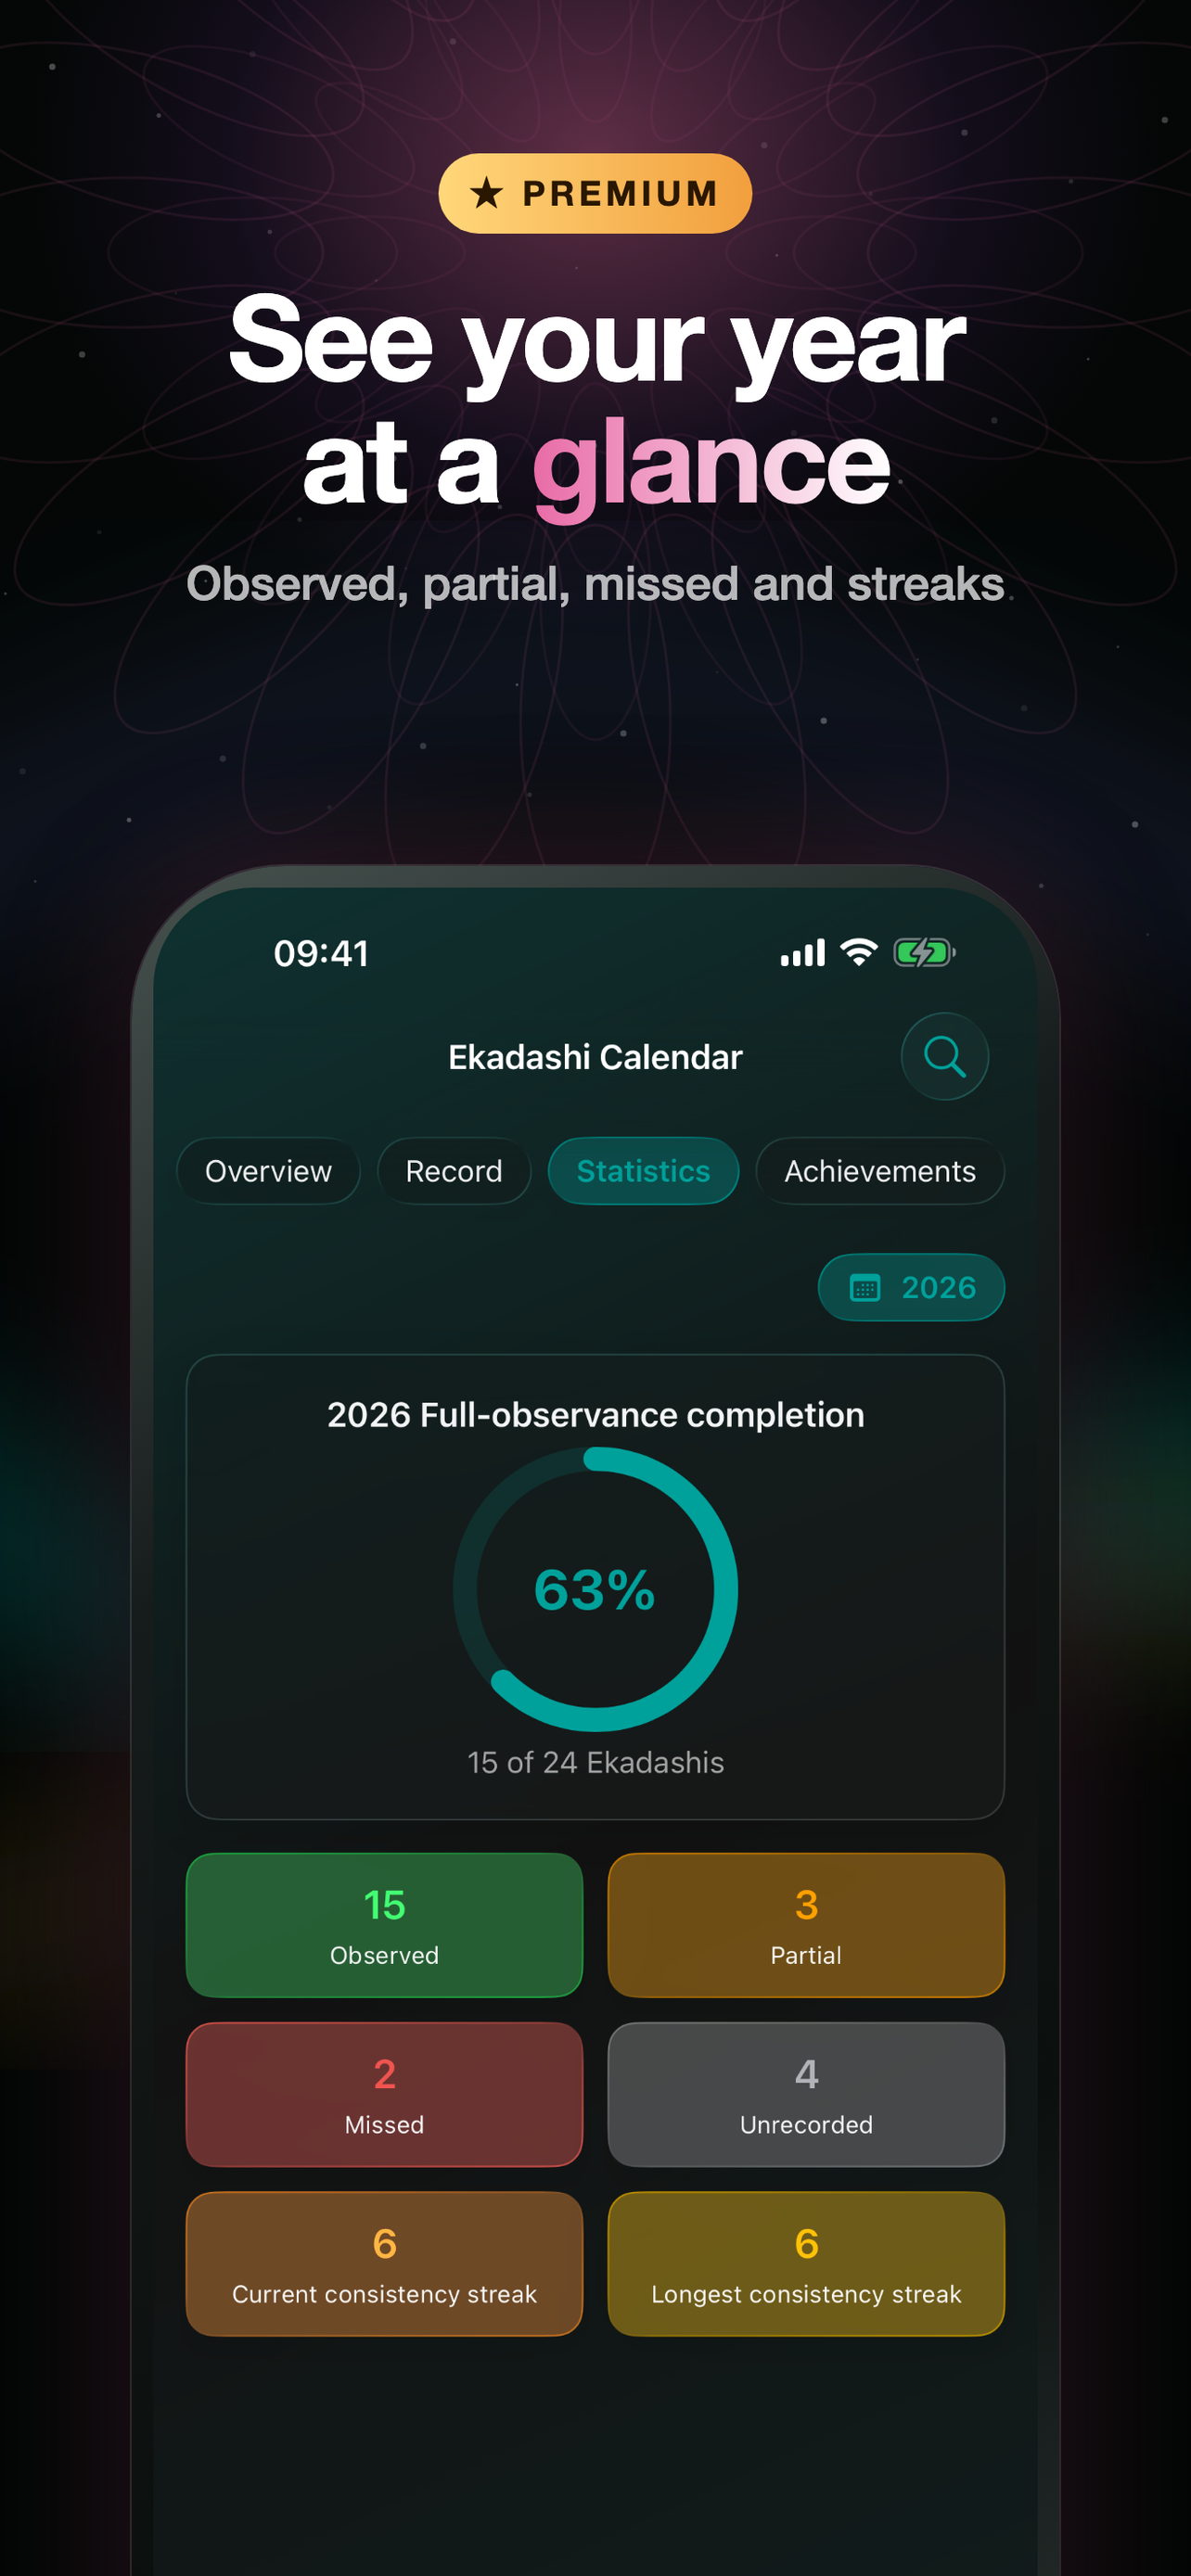 ★ PREMIUM
See your year
at a glance
Observed, partial, missed and streaks.
09:41
Ekadashi Calendar
Overview
Record
Statistics
Achievements
2026
2026 Full-observance completion
63%
15 of 24 Ekadashis
15
Observed
3
Partial
2
Missed
4
Unrecorded
6
Current consistency streak
6
Longest consistency streak